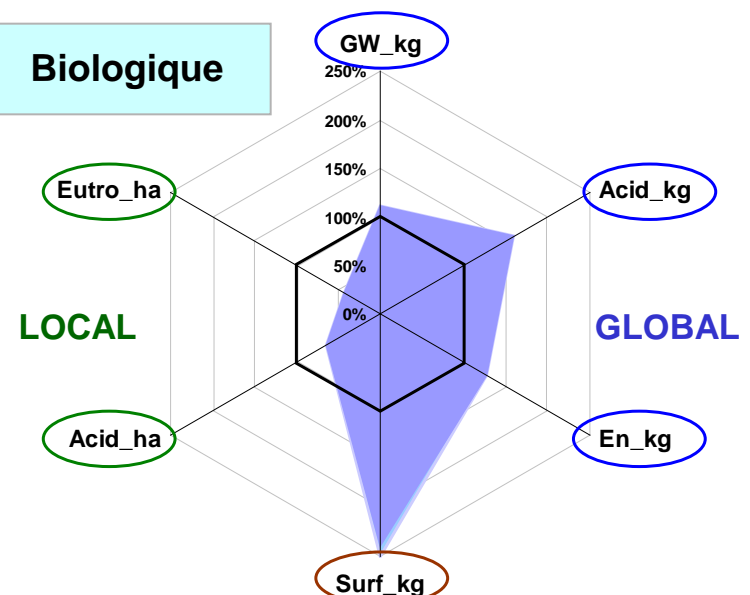 Biologique
GW_kg
250%
200%
150%
100%
50%
0%
Eutro_ha
Acid_kg
LOCAL
GLOBAL
Acid_ha
En_kg
Surf_kg